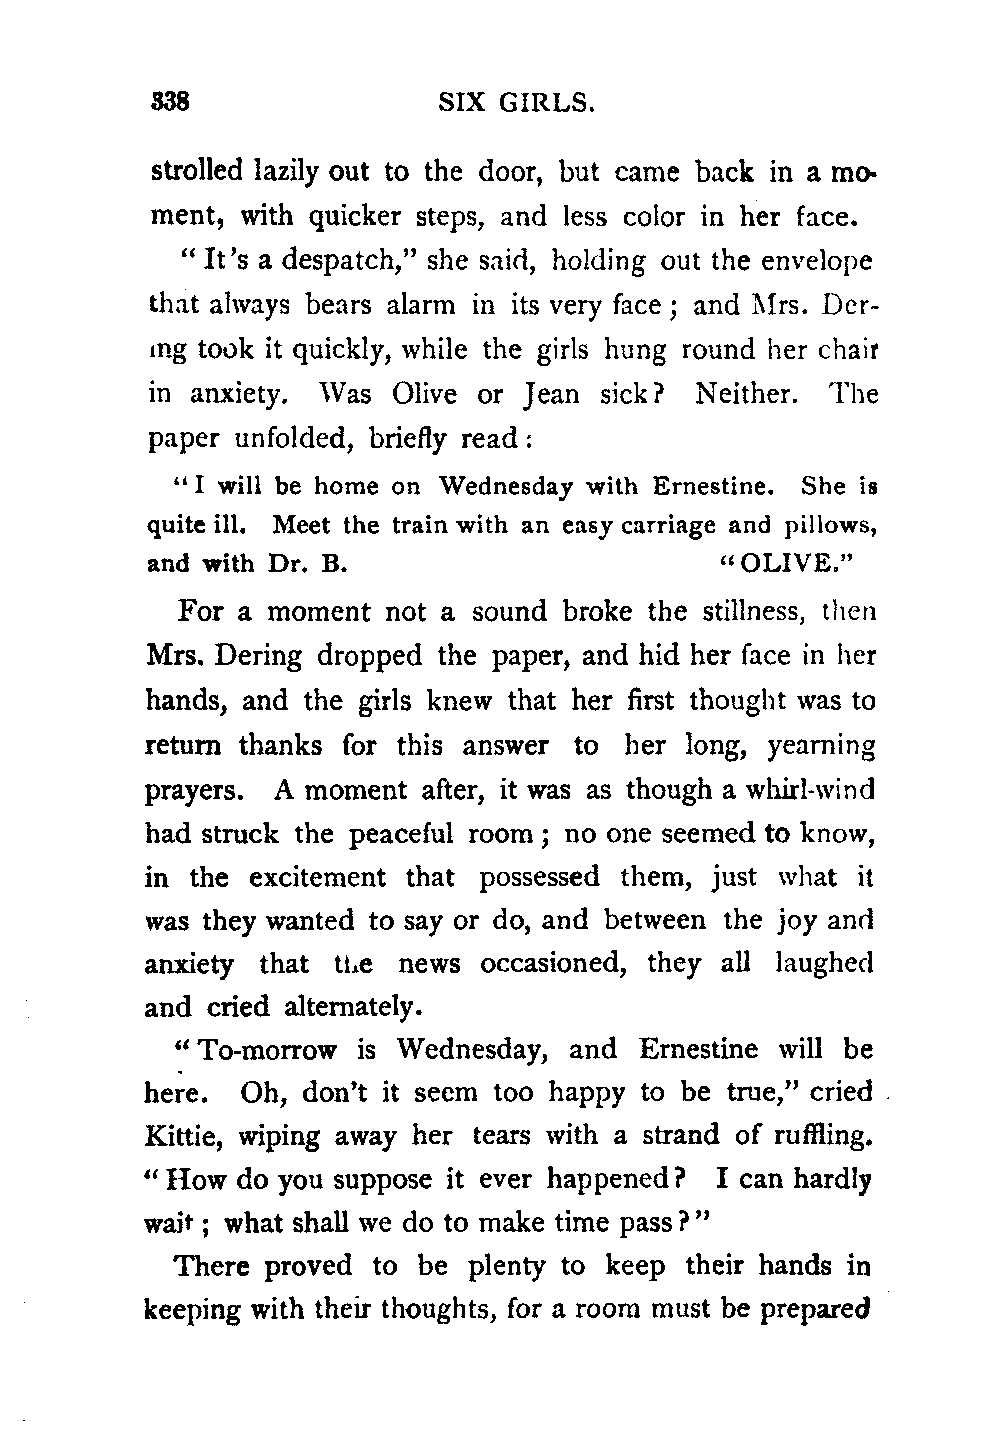 338 SIX GIRLS.
strolled lazily out to the door, but came back in a mo-
ment, with quicker steps, and less color in her face.
"It's a despatch," she said, holding out the envelope
that always bears alarm in its very face; and Mrs. Der-
ing took it quickly, while the girls hung round her chair
in anxiety. Was Olive or Jean sick? Neither. The
paper unfolded, briefly read:
"I will be home on Wednesday with Ernestine. She is
quite ill. Meet the train with an easy carriage and pillows,
and with Dr. B. "OLIVE."
For a moment not a sound broke the stillness, then
Mrs. Dering dropped the paper, and hid her face in her
hands, and the girls knew that her first thought was to
return thanks for this answer to her long, yearning
prayers. A moment after, it was as though a whirl-wind
had struck the peaceful room; no one seemed to know,
in the excitement that possessed them, just what it
was they wanted to say or do, and between the joy and
anxiety that the news occasioned, they all laughed
and cried alternately.
"To-morrow is Wednesday, and Ernestine will be
here. Oh, don't it seem too happy to be true," cried
Kittie, wiping away her tears with a strand of ruffling.
"How do you suppose it ever happened? I can hardly
wait; what shall we do to make time pass?"
There proved to be plenty to keep their hands in
keeping with their thoughts, for a room must be prepared